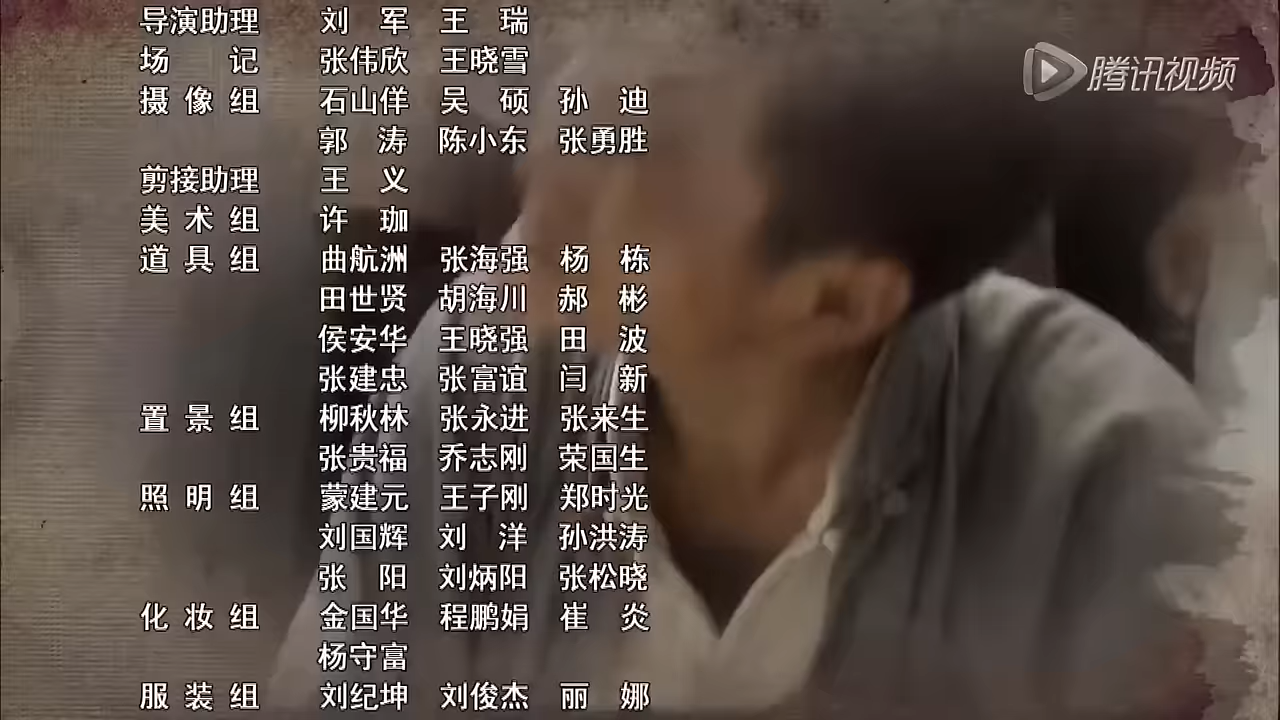 导演助理 刘军 王瑞
场记 张伟欣 王晓雪
腾讯视频
摄像组 石山佯 吴硕 孙迪
郭涛 陈小东 张勇胜
剪接助理 王义
美术组 许珈
道具组 曲航洲 张海强 杨栋
田世贤 胡海川 郝彬
侯安华 王晓强 田波
张建忠 张富谊 闫新
置景组 柳秋林 张永进 张来生
张贵福 乔志刚 荣国生
照明组 蒙建元 王子刚 郑时光
刘国辉 刘洋 孙洪涛
张阳 刘炳阳 张松晓
化妆组 金国华 程鹏娟 崔炎
杨守富
服装组 刘纪坤 刘俊杰 丽娜